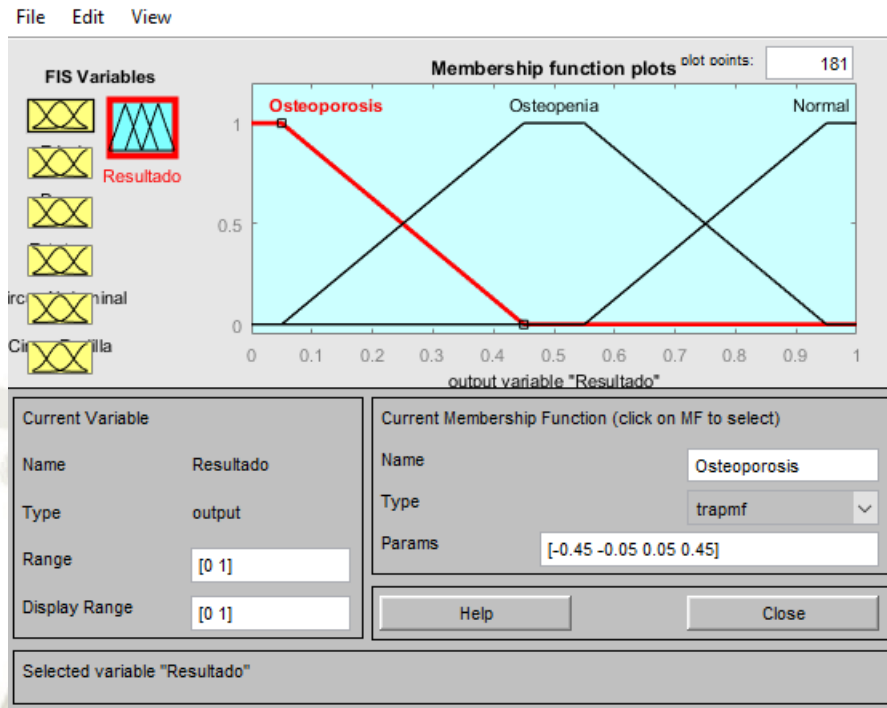 File Edit View
FIS Variables
Membership function plots plot points: 181
Resultado
Osteoporosis Osteopenia Normal
1
0.5
0
0 0.1 0.2 0.3 0.4 0.5 0.6 0.7 0.8 0.9 1
output variable "Resultado"
Current Variable
Name Resultado
Type output
Range [0 1]
Display Range [0 1]
Current Membership Function (click on MF to select)
Name Osteoporosis
Type trapmf
Params [-0.45 -0.05 0.05 0.45]
Help Close
Selected variable "Resultado"